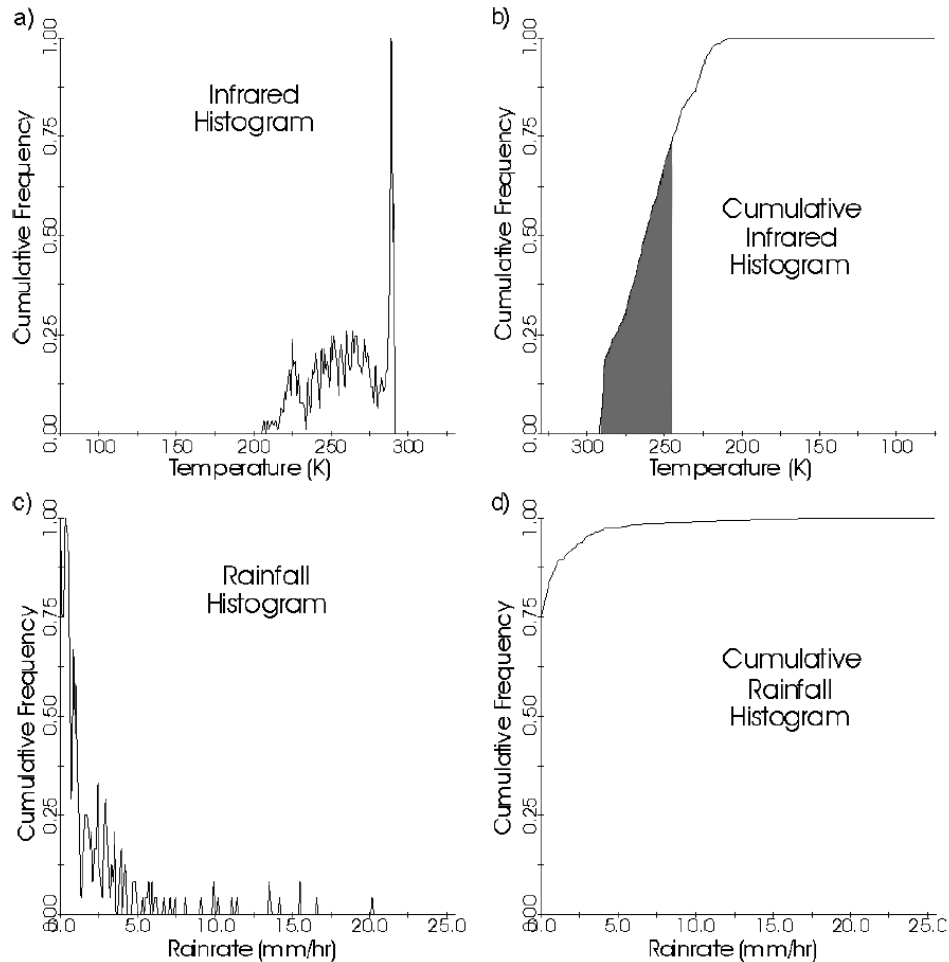 a)
Infrared
Histogram
Cumulative Frequency
1.00
0.75
0.50
0.25
0.00
100
150
200
250
300
Temperature (K)
b)
Cumulative
Infrared
Histogram
Cumulative Frequency
1.00
0.75
0.50
0.25
0.00
300
250
200
150
100
Temperature (K)
c)
Rainfall
Histogram
Cumulative Frequency
1.00
0.75
0.50
0.25
0.00
0.0
5.0
10.0
15.0
20.0
25.0
Rainrate (mm/hr)
d)
Cumulative
Rainfall
Histogram
Cumulative Frequency
1.00
0.75
0.50
0.25
0.00
0.0
5.0
10.0
15.0
20.0
25.0
Rainrate (mm/hr)